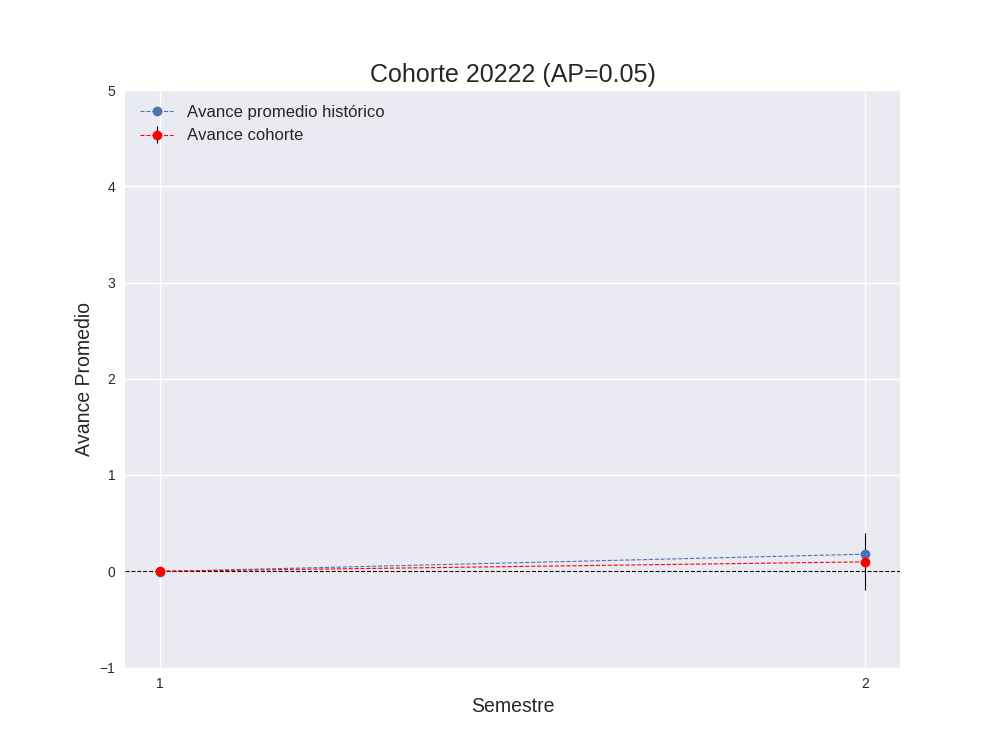 Cohorte 20222 (AP=0.05)
Avance promedio histórico
Avance cohorte
5
4
3
2
1
0
−1
Avance Promedio
1 2
Semestre